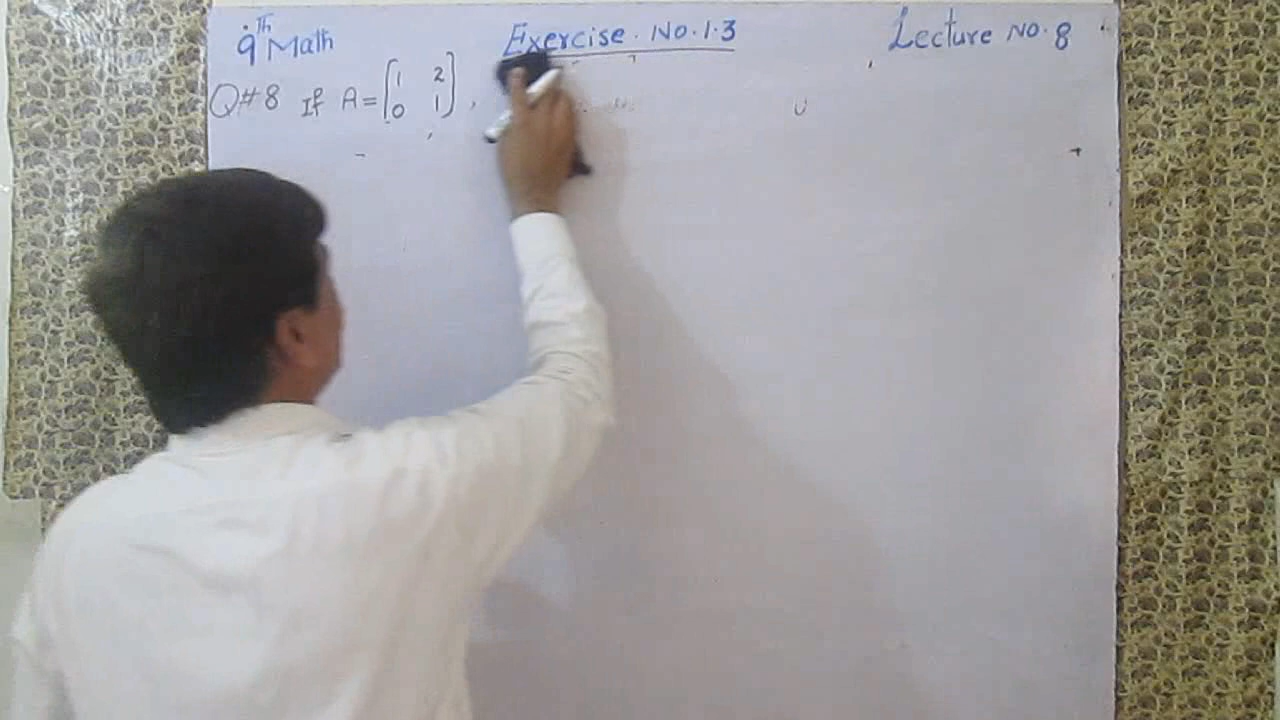 9th Math Exercise. No. 1.3 Lecture No. 8
Q#8 If A = [1 2
0 1],